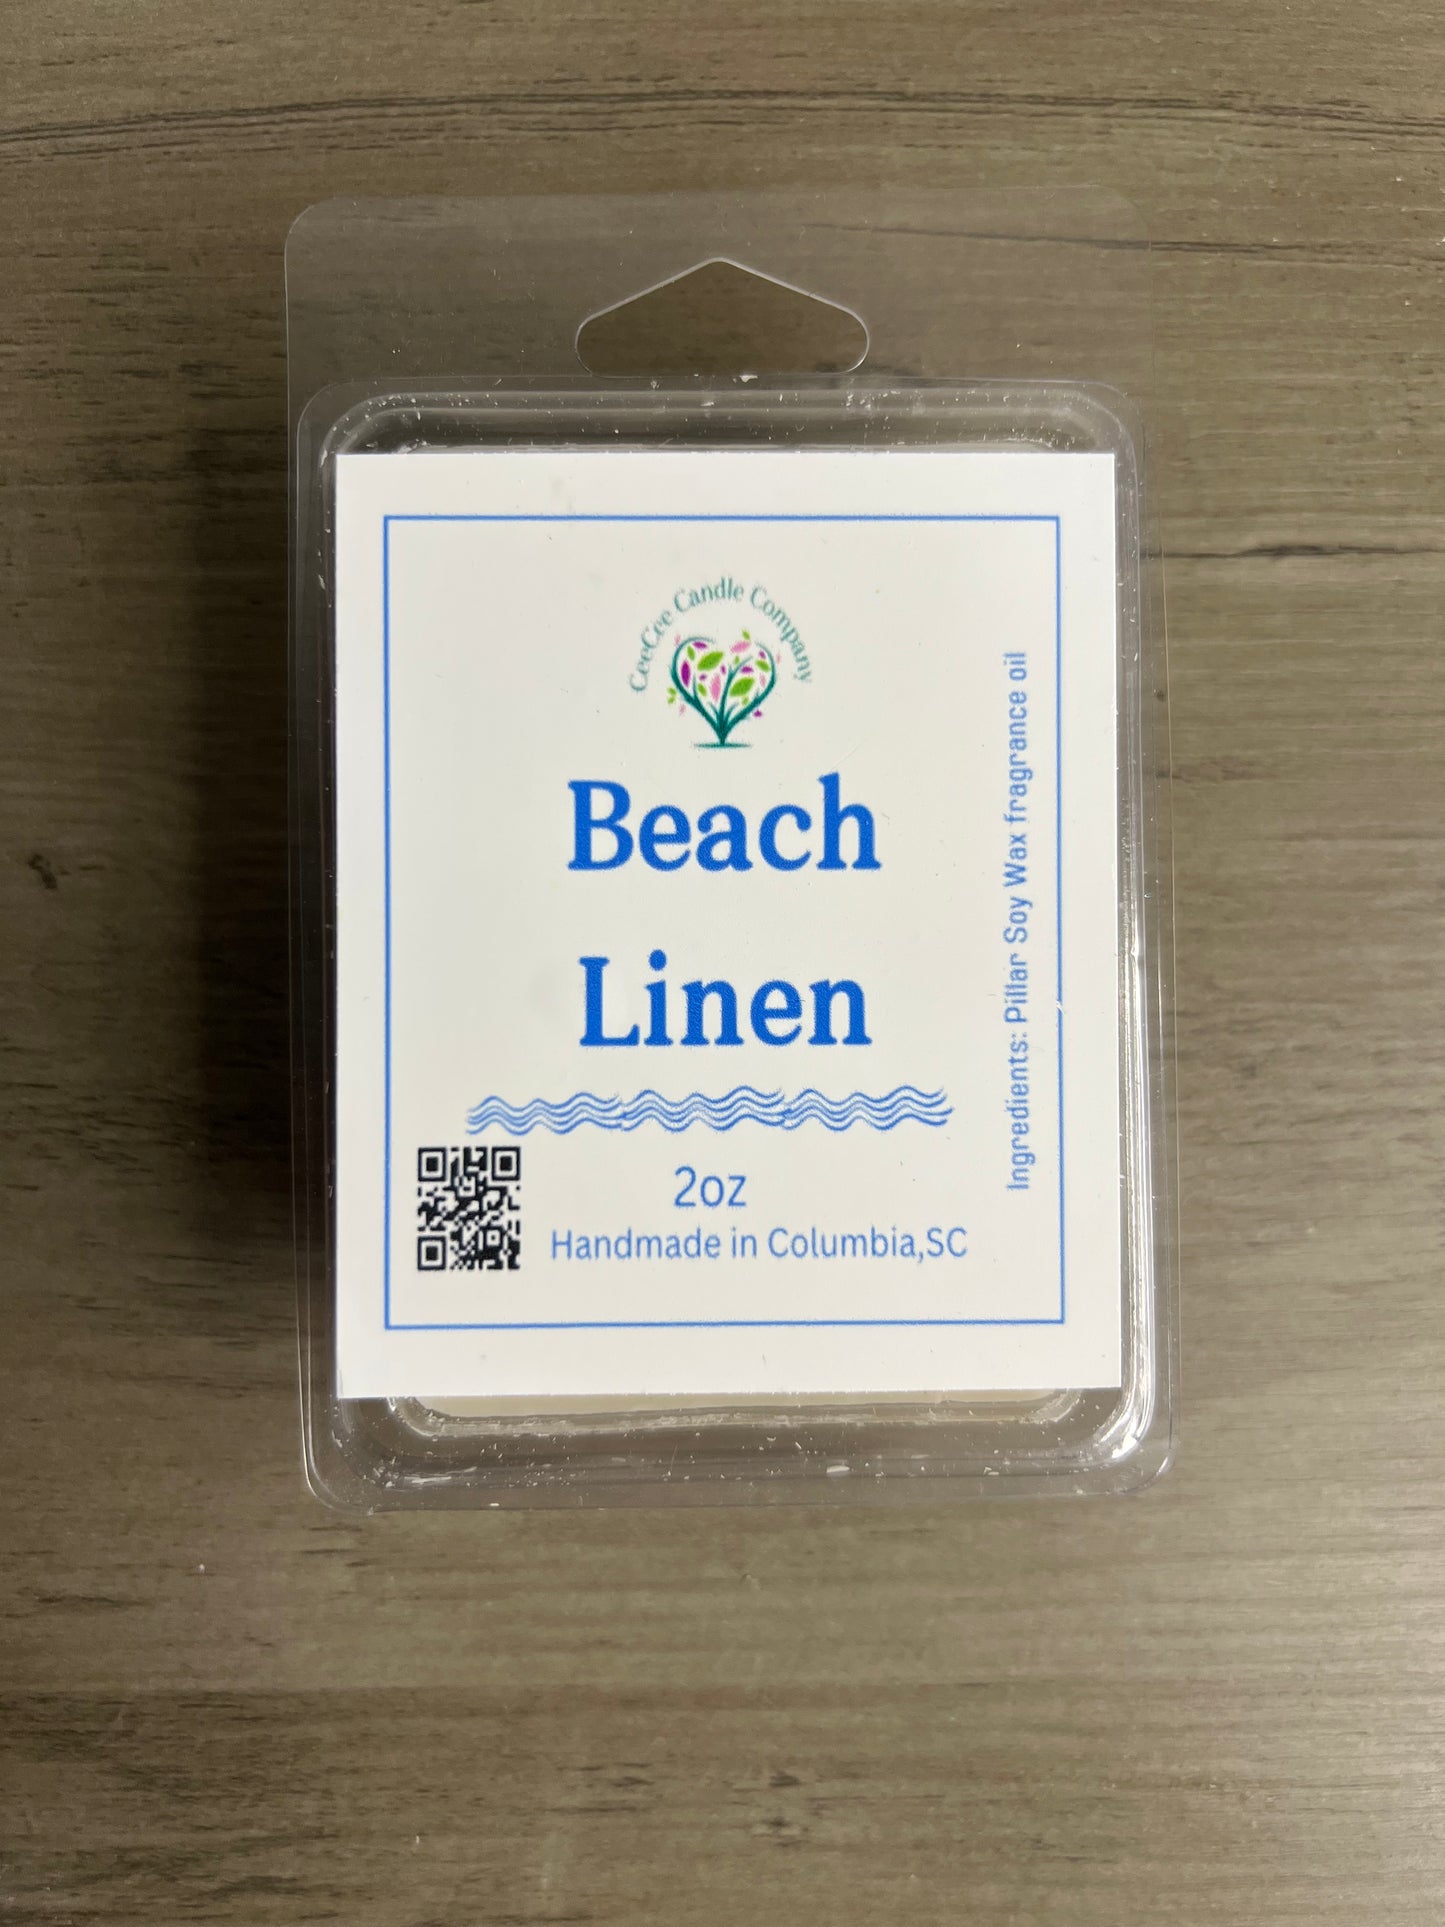 CeeCee Candle Company
Beach
Linen
2oz
Handmade in Columbia,SC
Ingredients: Pillar Soy Wax fragrance oil